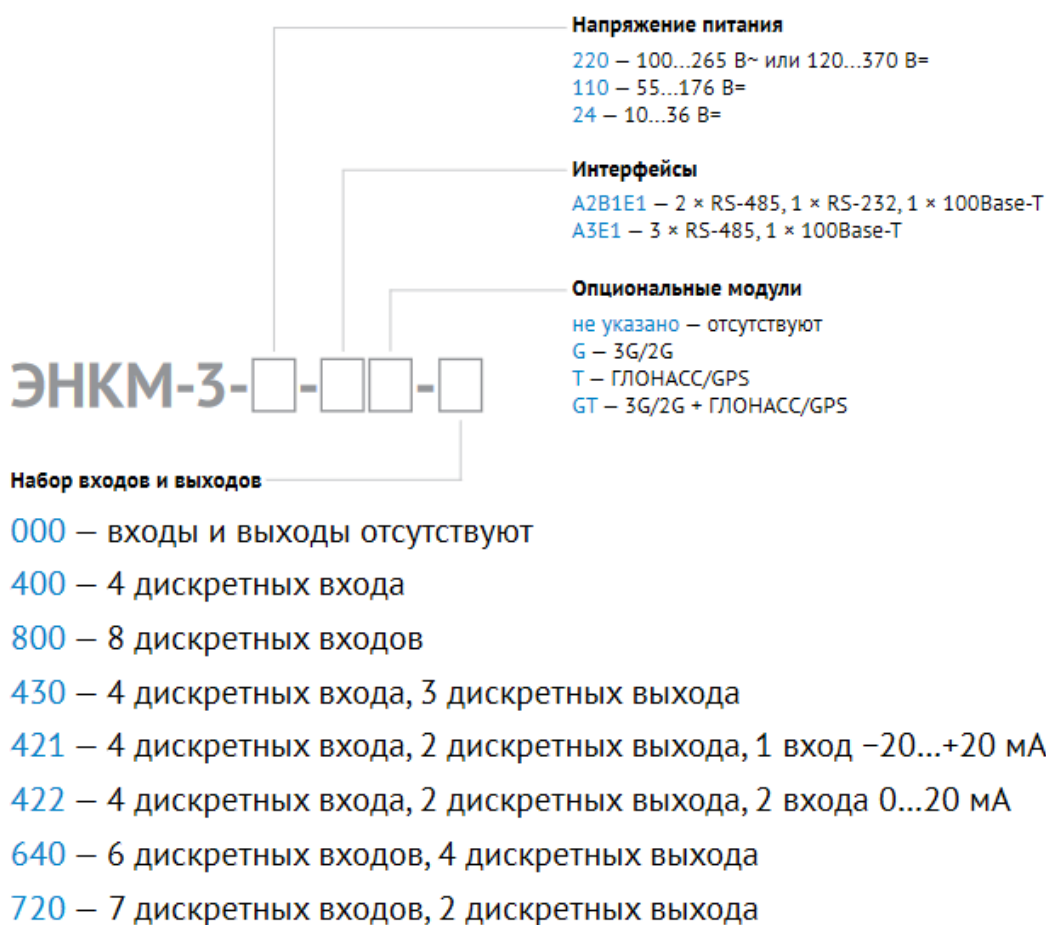 Напряжение питания
220 — 100...265 В~ или 120...370 В=
110 — 55...176 В=
24 — 10...36 В=
Интерфейсы
A2B1E1 — 2 × RS-485, 1 × RS-232, 1 × 100Base-T
A3E1 — 3 × RS-485, 1 × 100Base-T
Опциональные модули
не указано — отсутствуют
G — 3G/2G
T — ГЛОНАСС/GPS
GT — 3G/2G + ГЛОНАСС/GPS
ЭНКМ-3-□-□□-□
Набор входов и выходов
000 — входы и выходы отсутствуют
400 — 4 дискретных входа
800 — 8 дискретных входов
430 — 4 дискретных входа, 3 дискретных выхода
421 — 4 дискретных входа, 2 дискретных выхода, 1 вход −20...+20 мА
422 — 4 дискретных входа, 2 дискретных выхода, 2 входа 0...20 мА
640 — 6 дискретных входов, 4 дискретных выхода
720 — 7 дискретных входов, 2 дискретных выхода